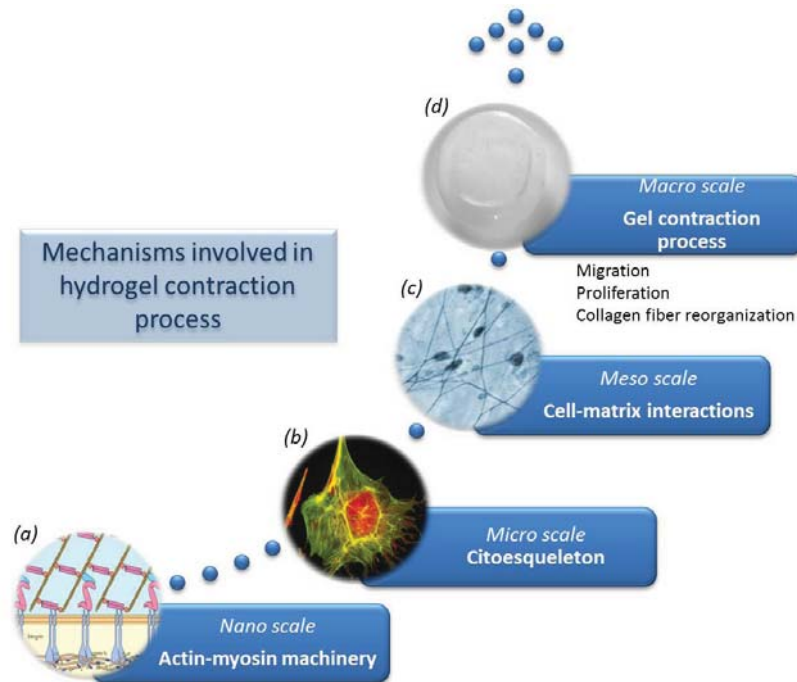 (d)
Macro scale
Gel contraction
process
Mechanisms involved in
hydrogel contraction
process
Migration
Proliferation
Collagen fiber reorganization
(c)
Meso scale
Cell-matrix interactions
(b)
Micro scale
Citoesqueleton
(a)
Nano scale
Actin-myosin machinery